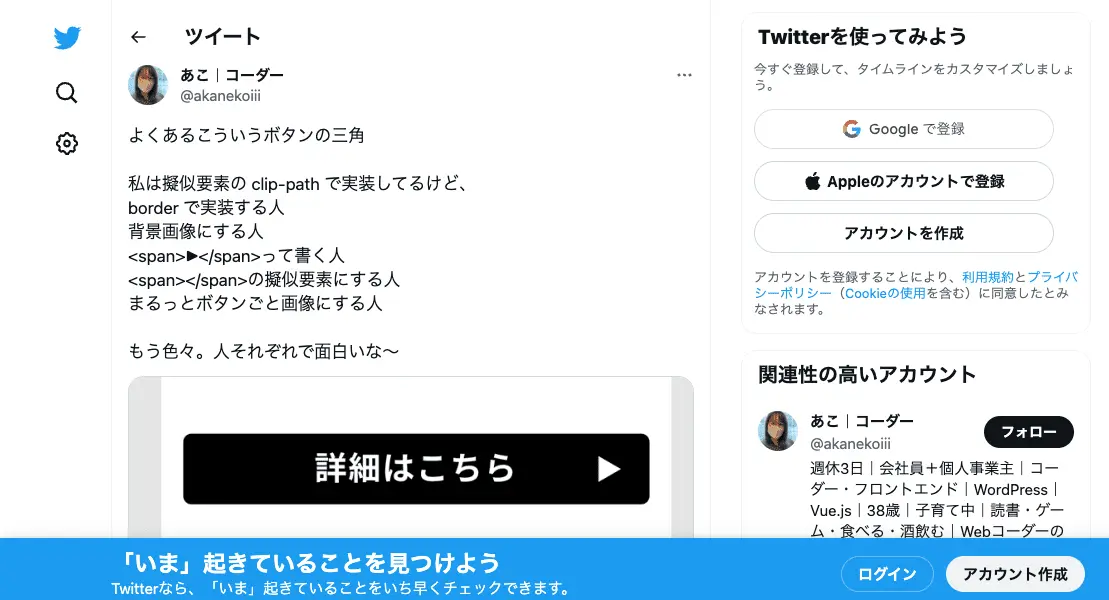 ツイート
あこ｜コーダー
@akanekoiii
よくあるこういうボタンの三角
私は擬似要素の clip-path で実装してるけど、
border で実装する人
背景画像にする人
<span>▶</span>って書く人
<span></span>の擬似要素にする人
まるっとボタンごと画像にする人
もう色々。人それぞれで面白いな〜
詳細はこちら ▶
Twitterを使ってみよう
今すぐ登録して、タイムラインをカスタマイズしましょ
う。
Google で登録
Appleのアカウントで登録
アカウントを作成
アカウントを登録することにより、利用規約とプライバ
シーポリシー（Cookieの使用を含む）に同意したとみ
なされます。
関連性の高いアカウント
あこ｜コーダー
@akanekoiii
フォロー
週休3日｜会社員＋個人事業主｜コー
ダー・フロントエンド｜WordPress｜
Vue.js｜38歳｜子育て中｜読書・ゲー
ム・食べる・酒飲む｜Webコーダーの
「いま」起きていることを見つけよう
Twitterなら、「いま」起きていることをいち早くチェックできます。
ログイン
アカウント作成